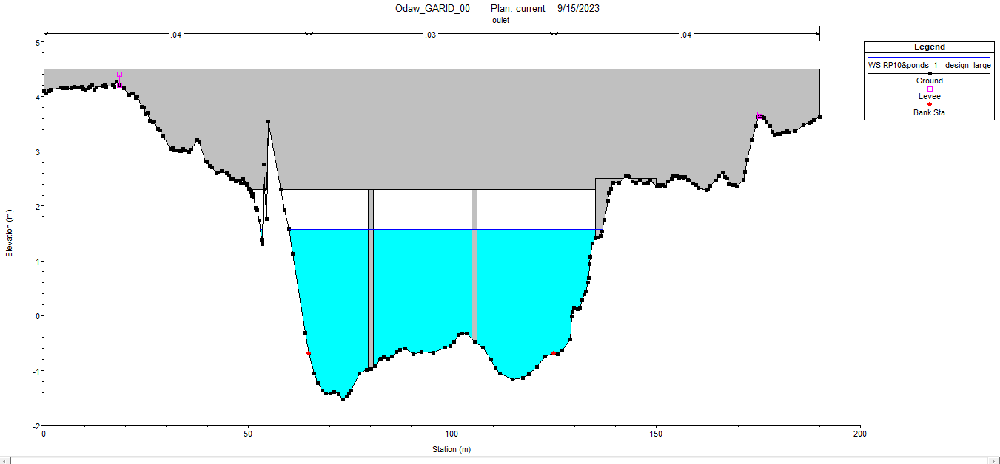 Odaw_GARID_00 Plan: current 9/15/2023
oulet
.04 .03 .04
Legend
WS RP10&ponds_1 - design_large
Ground
Levee
Bank Sta
Elevation (m)
5
4
3
2
1
0
-1
-2
0 50 100 150 200
Station (m)